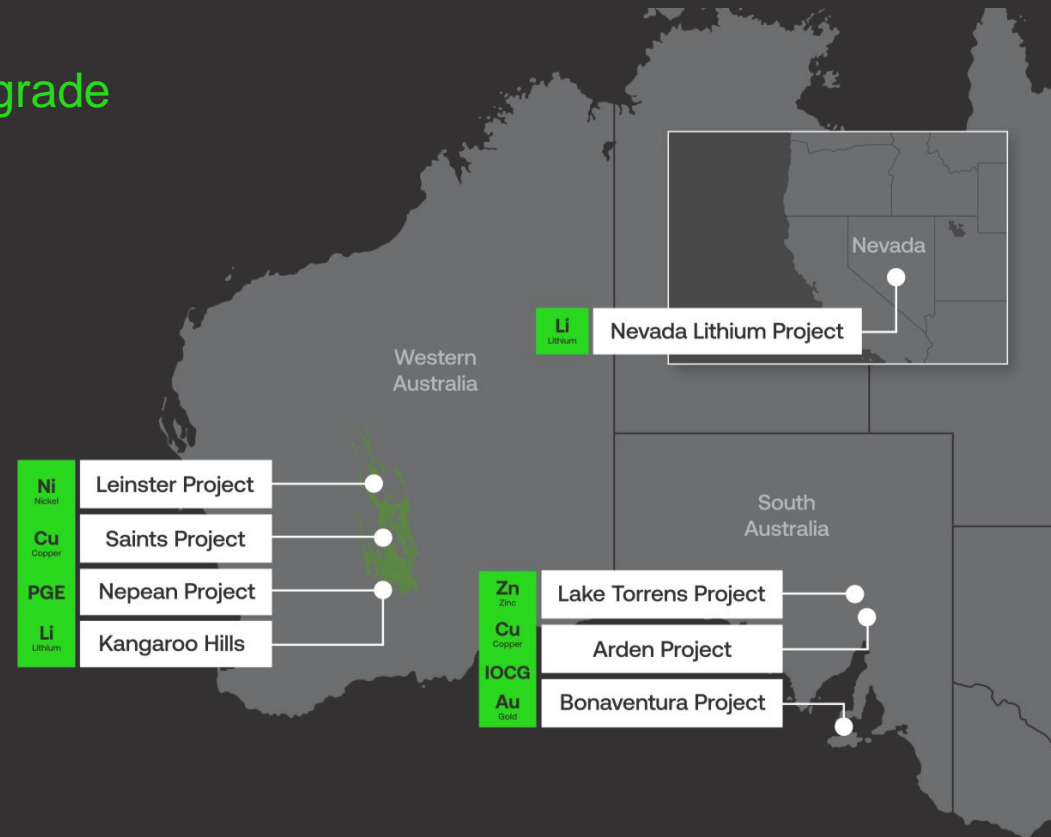 grade
Nevada
Li
Lithium
Nevada Lithium Project
Western
Australia
Ni
Nickel
Leinster Project
Cu
Copper
Saints Project
PGE
Nepean Project
Li
Lithium
Kangaroo Hills
South
Australia
Zn
Zinc
Lake Torrens Project
Cu
Copper
Arden Project
IOCG
Au
Gold
Bonaventura Project